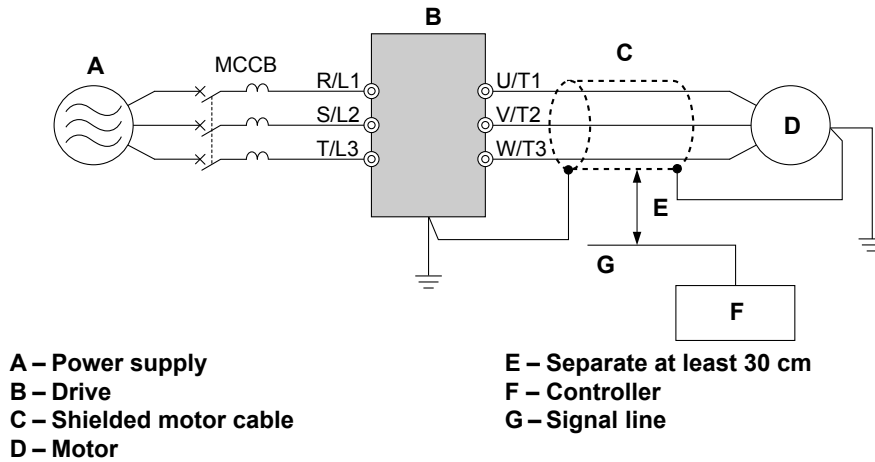 B
A
MCCB
C
R/L1
U/T1
S/L2
V/T2
D
T/L3
W/T3
E
G
F
A – Power supply
B – Drive
C – Shielded motor cable
D – Motor
E – Separate at least 30 cm
F – Controller
G – Signal line